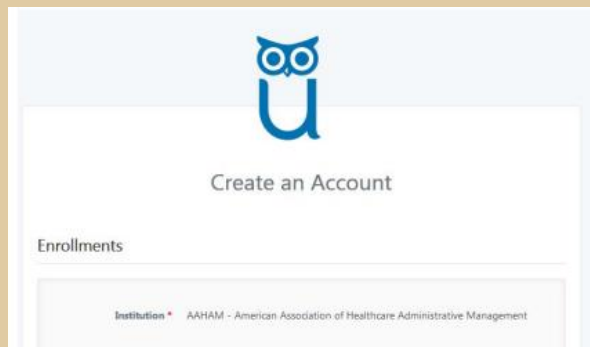 u
Create an Account
Enrollments
Institution * AAHAM - American Association of Healthcare Administrative Management